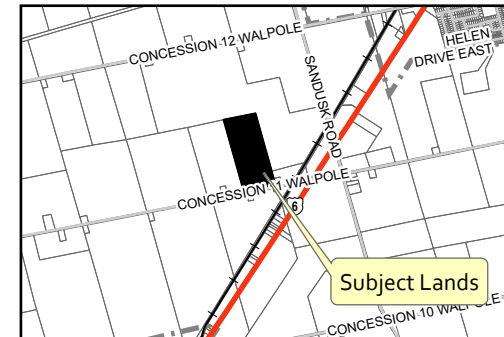 CONCESSION 12 WALPOLE
HELEN
DRIVE EAST
SANDUSK ROAD
CONCESSION 11 WALPOLE
6
Subject Lands
CONCESSION 10 WALPOLE